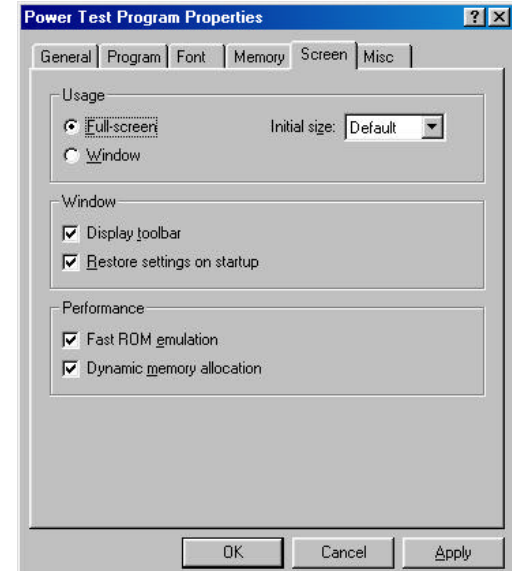 Power Test Program Properties
General Program Font Memory Screen Misc
Usage
Full-screen Initial size: Default
Window
Window
Display toolbar
Restore settings on startup
Performance
Fast ROM emulation
Dynamic memory allocation
OK Cancel Apply